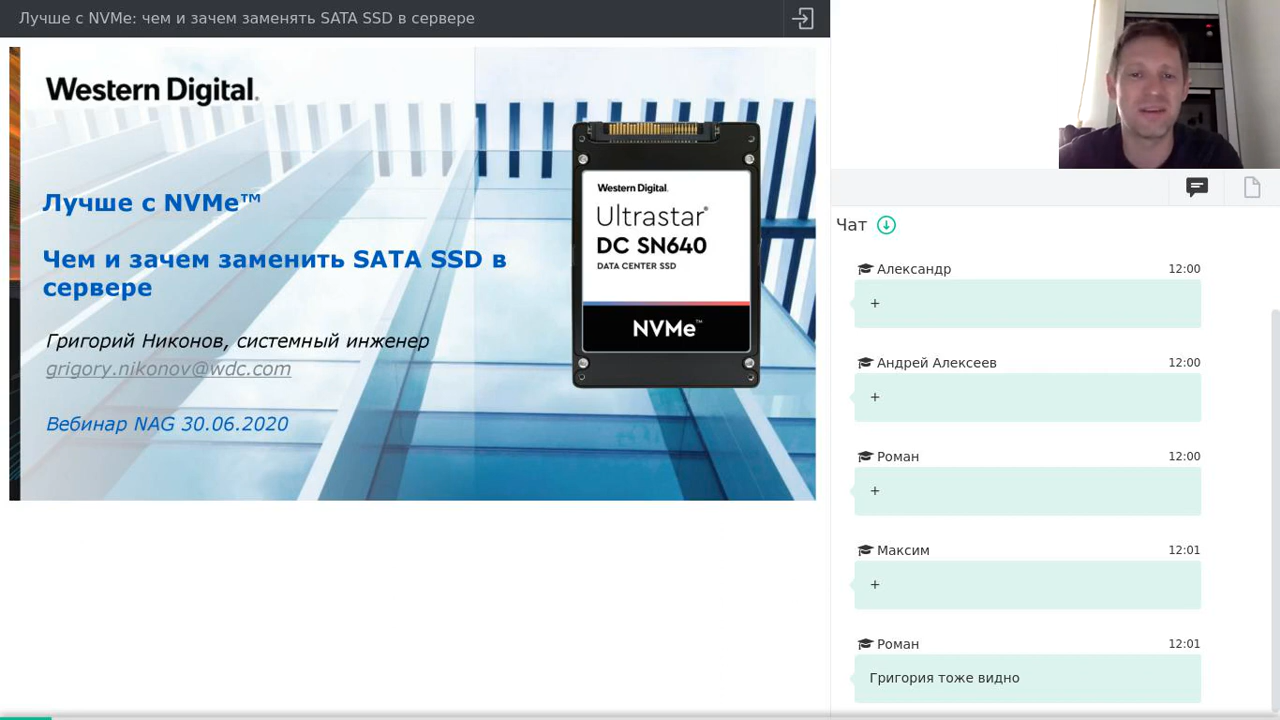 Лучше с NVMe: чем и зачем заменять SATA SSD в сервере
Western Digital.
Лучше с NVMe™
Чем и зачем заменить SATA SSD в
сервере
Григорий Никонов, системный инженер
grigory.nikonov@wdc.com
Вебинар NAG 30.06.2020
Western Digital.
Ultrastar®
DC SN640
DATA CENTER SSD
NVMe™
Чат
Александр 12:00
+
Андрей Алексеев 12:00
+
Роман 12:00
+
Максим 12:01
+
Роман 12:01
Григория тоже видно